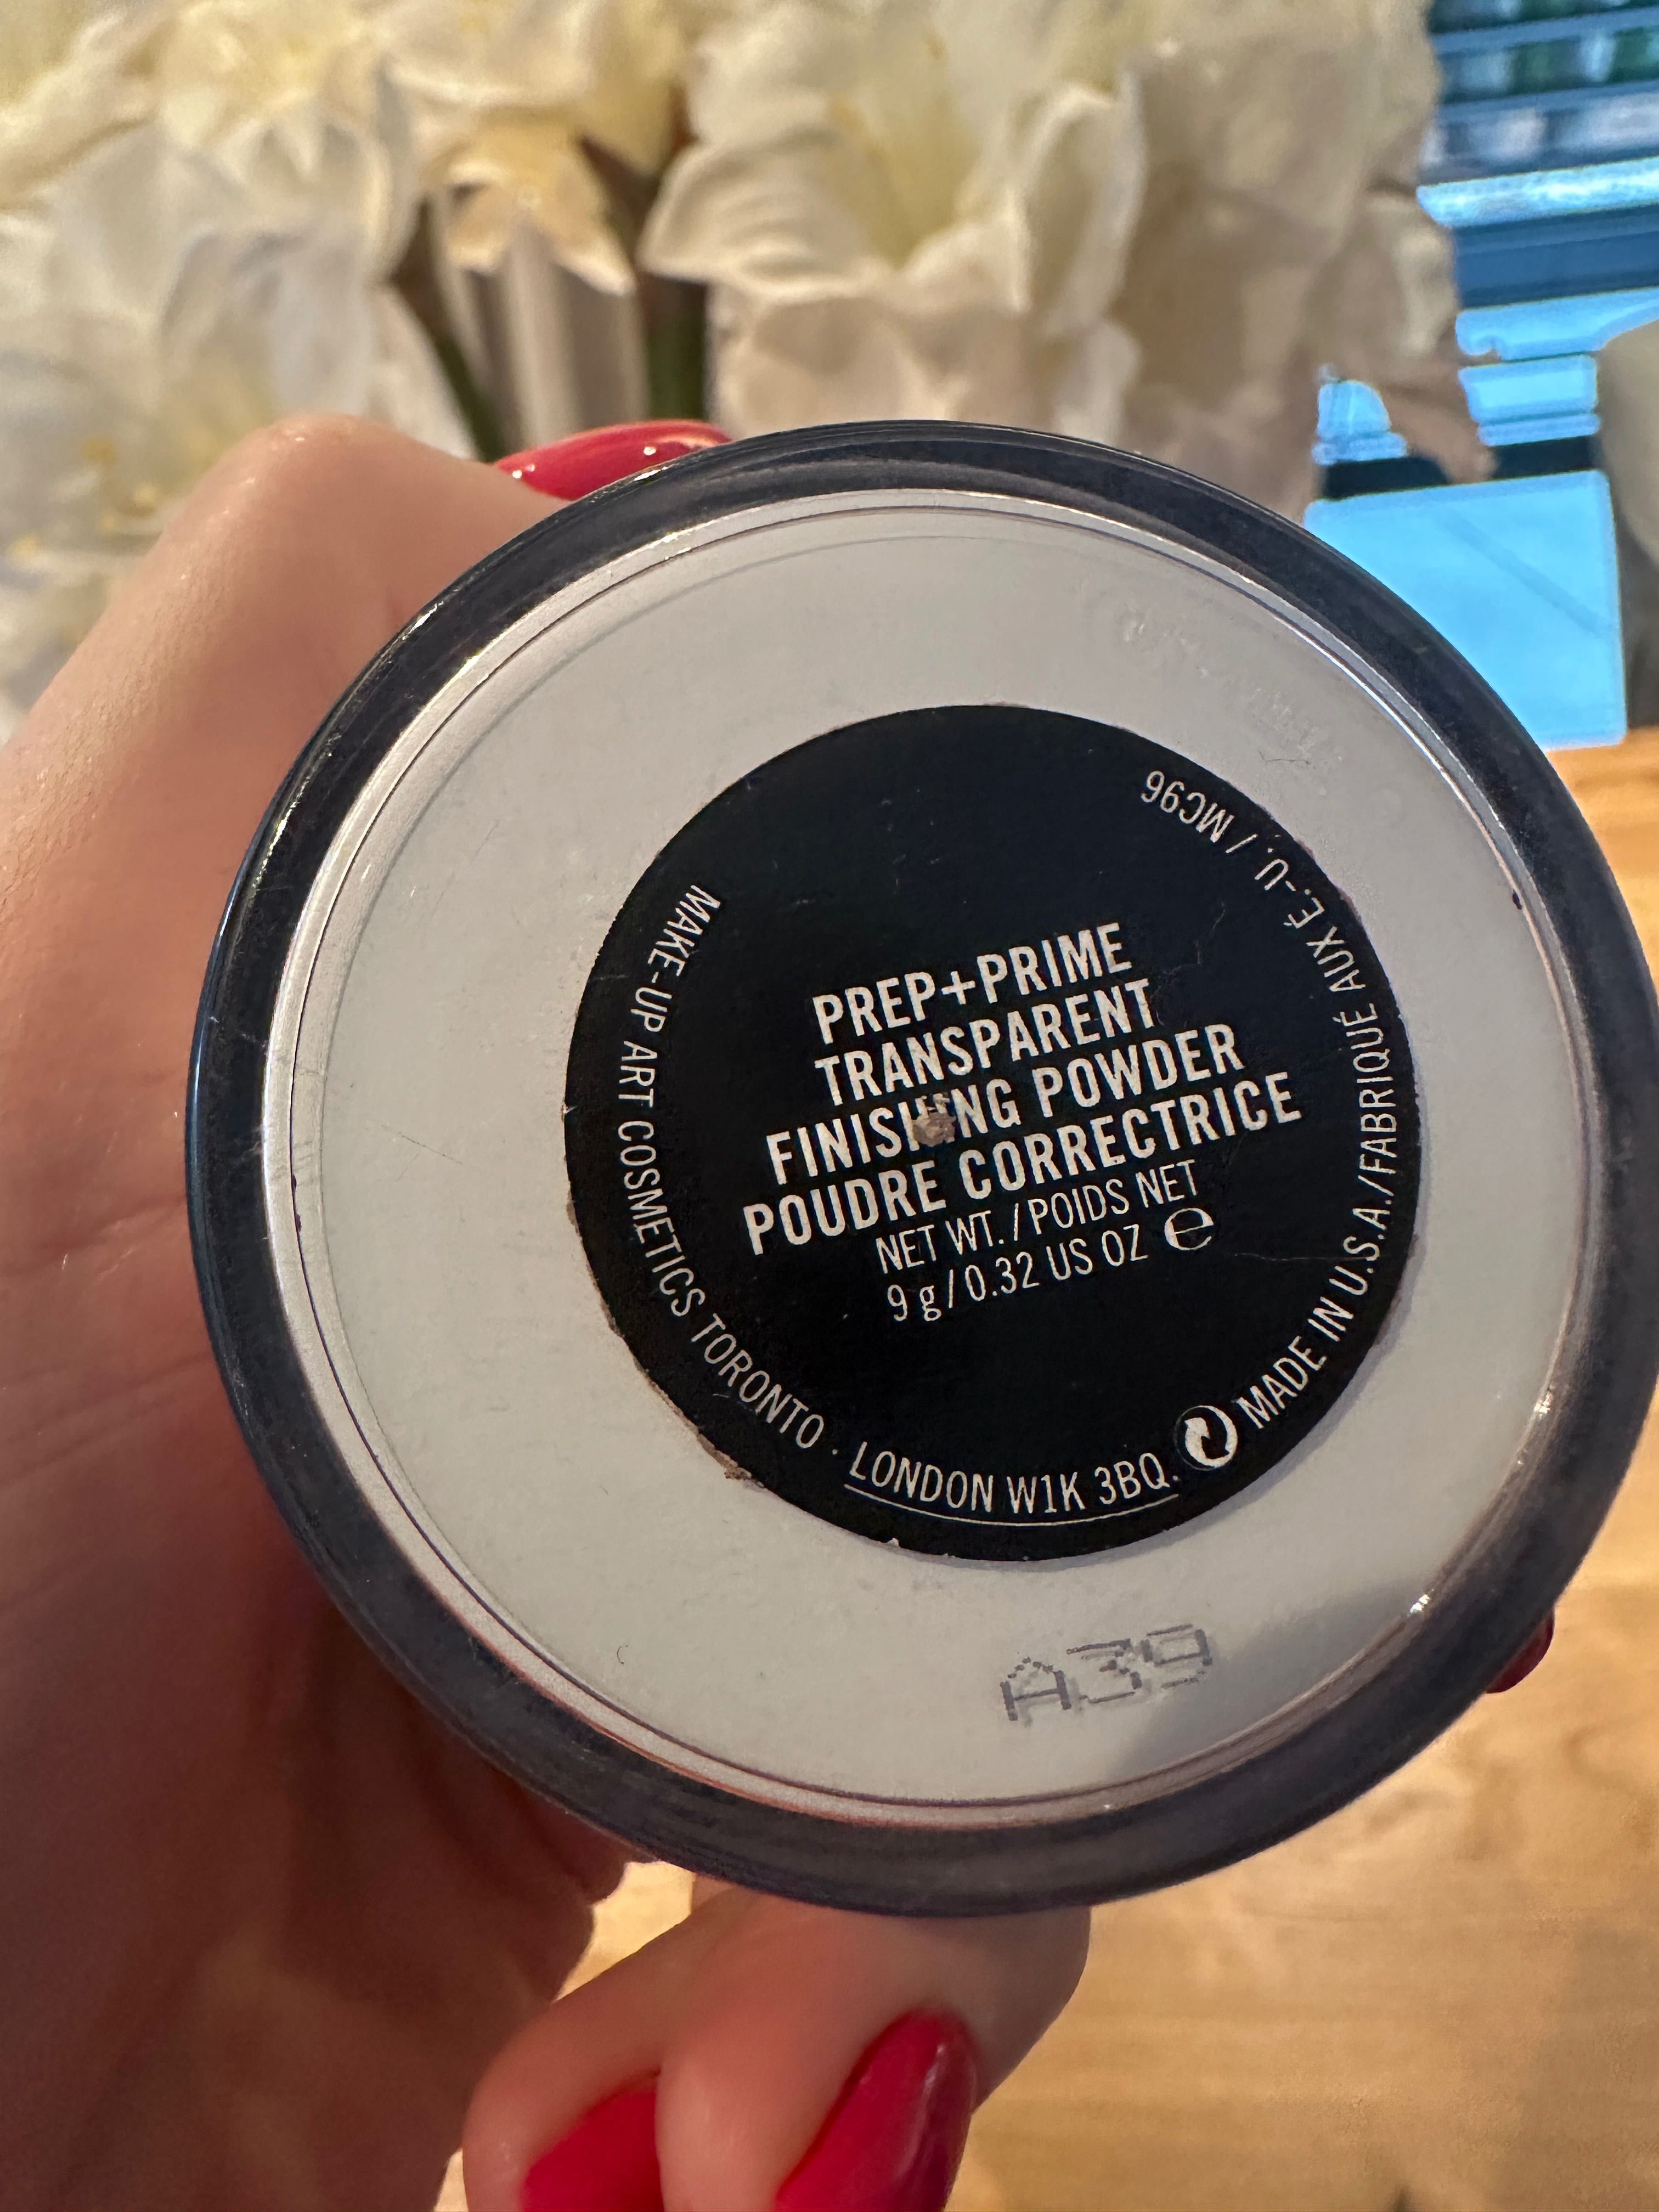 PREP+PRIME
TRANSPARENT
FINISHING POWDER
POUDRE CORRECTRICE
NET WT. / POIDS NET
9 g / 0.32 US OZ ℮
MAKE-UP ART COSMETICS TORONTO · LONDON W1K 3BQ. MADE IN U.S.A./FABRIQUÉ AUX É.-U. / MC96
A39